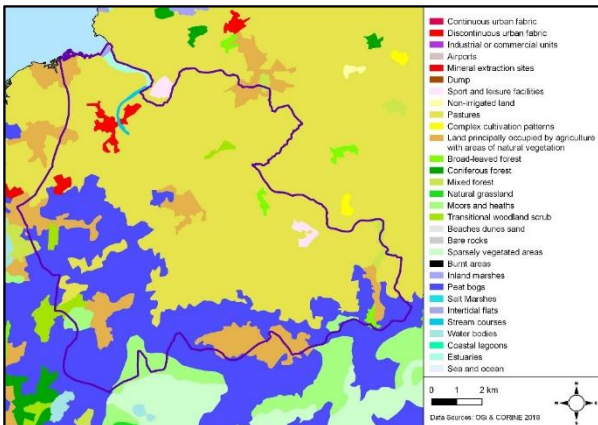 Continuous urban fabric
Discontinuous urban fabric
Industrial or commercial units
Airports
Mineral extraction sites
Dump
Sport and leisure facilities
Non-irrigated land
Pastures
Complex cultivation patterns
Land principally occupied by agriculture
with areas of natural vegetation
Broad-leaved forest
Coniferous forest
Mixed forest
Natural grassland
Moors and heaths
Transitional woodland scrub
Beaches dunes sand
Bare rocks
Sparsely vegetated areas
Burnt areas
Inland marshes
Peat bogs
Salt Marshes
Intertidal flats
Stream courses
Water bodies
Coastal lagoons
Estuaries
Sea and ocean
0 1 2 km
Data Sources: OSi & CORINE 2018